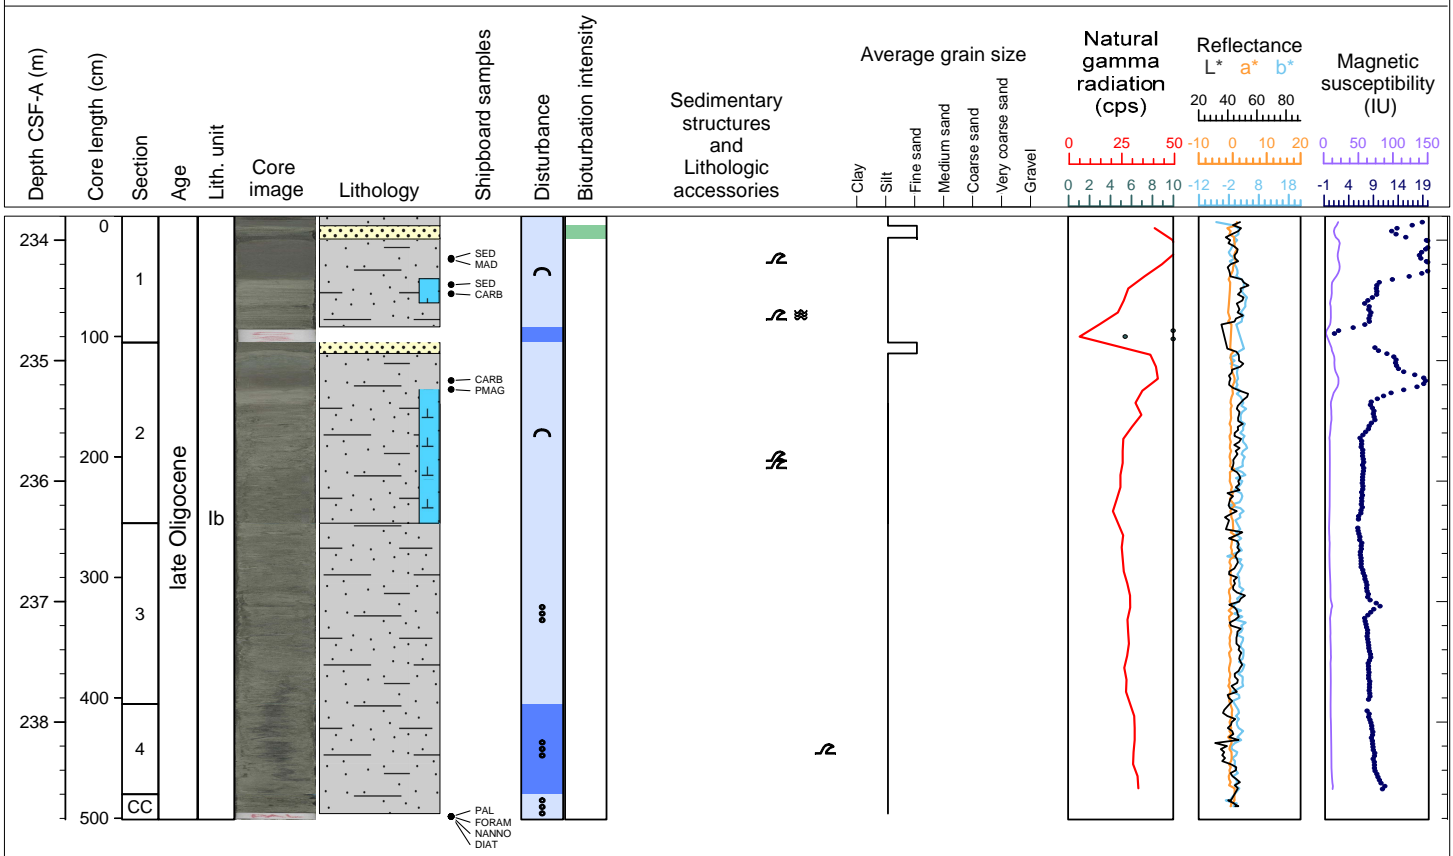 Depth CSF-A (m)
Core length (cm)
Section
Age
Lith. unit
Core
image
Lithology
Shipboard samples
Disturbance
Bioturbation intensity
Sedimentary
structures
and
Lithologic
accessories
Average grain size
Clay
Silt
Fine sand
Medium sand
Coarse sand
Very coarse sand
Gravel
Natural
gamma
radiation
(cps)
0 25 50
0 2 4 6 8 10
Reflectance
L* a* b*
20 40 60 80
-10 0 10 20
-12 -2 8 18
Magnetic
susceptibility
(IU)
0 50 100 150
-1 4 9 14 19
234
235
236
237
238
0
100
200
300
400
500
1
2
3
4
CC
late Oligocene
Ib
SED
MAD
SED
CARB
CARB
PMAG
PAL
FORAM
NANNO
DIAT
PAL